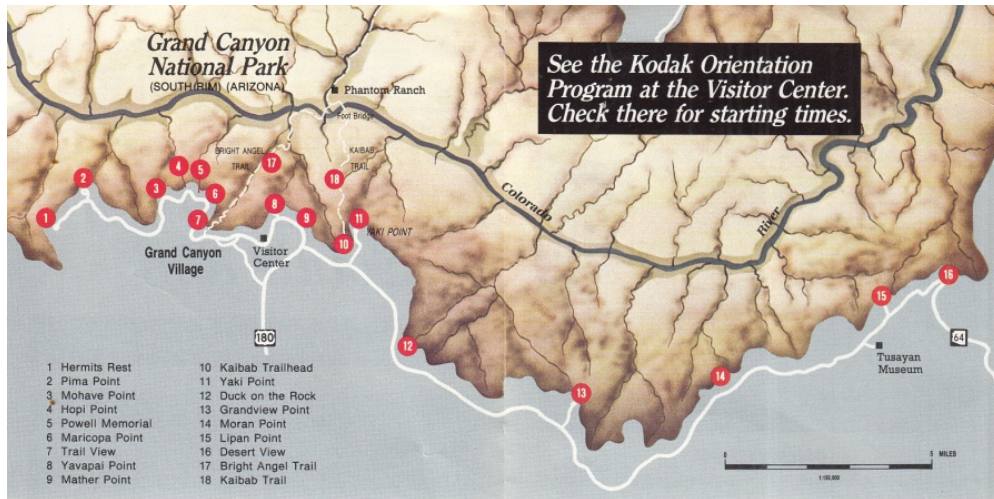 Grand Canyon
National Park
(SOUTH RIM) (ARIZONA)
See the Kodak Orientation
Program at the Visitor Center.
Check there for starting times.
Phantom Ranch
Foot Bridge
BRIGHT ANGEL
TRAIL
KAIBAB
TRAIL
17
4
5
18
2
3
6
1
7
8
9
11
YAKI POINT
10
Colorado
River
Grand Canyon
Village
Visitor
Center
16
15
180
64
12
Tusayan
Museum
14
13
1 Hermits Rest
2 Pima Point
3 Mohave Point
4 Hopi Point
5 Powell Memorial
6 Maricopa Point
7 Trail View
8 Yavapai Point
9 Mather Point
10 Kaibab Trailhead
11 Yaki Point
12 Duck on the Rock
13 Grandview Point
14 Moran Point
15 Lipan Point
16 Desert View
17 Bright Angel Trail
18 Kaibab Trail
0 5 MILES